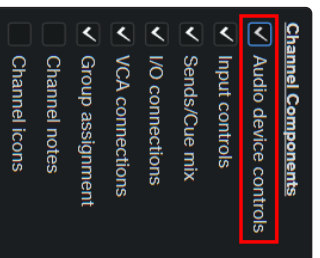 Channel Components
Audio device controls
Input controls
Sends/Cue mix
I/O connections
VCA connections
Group assignment
Channel notes
Channel icons